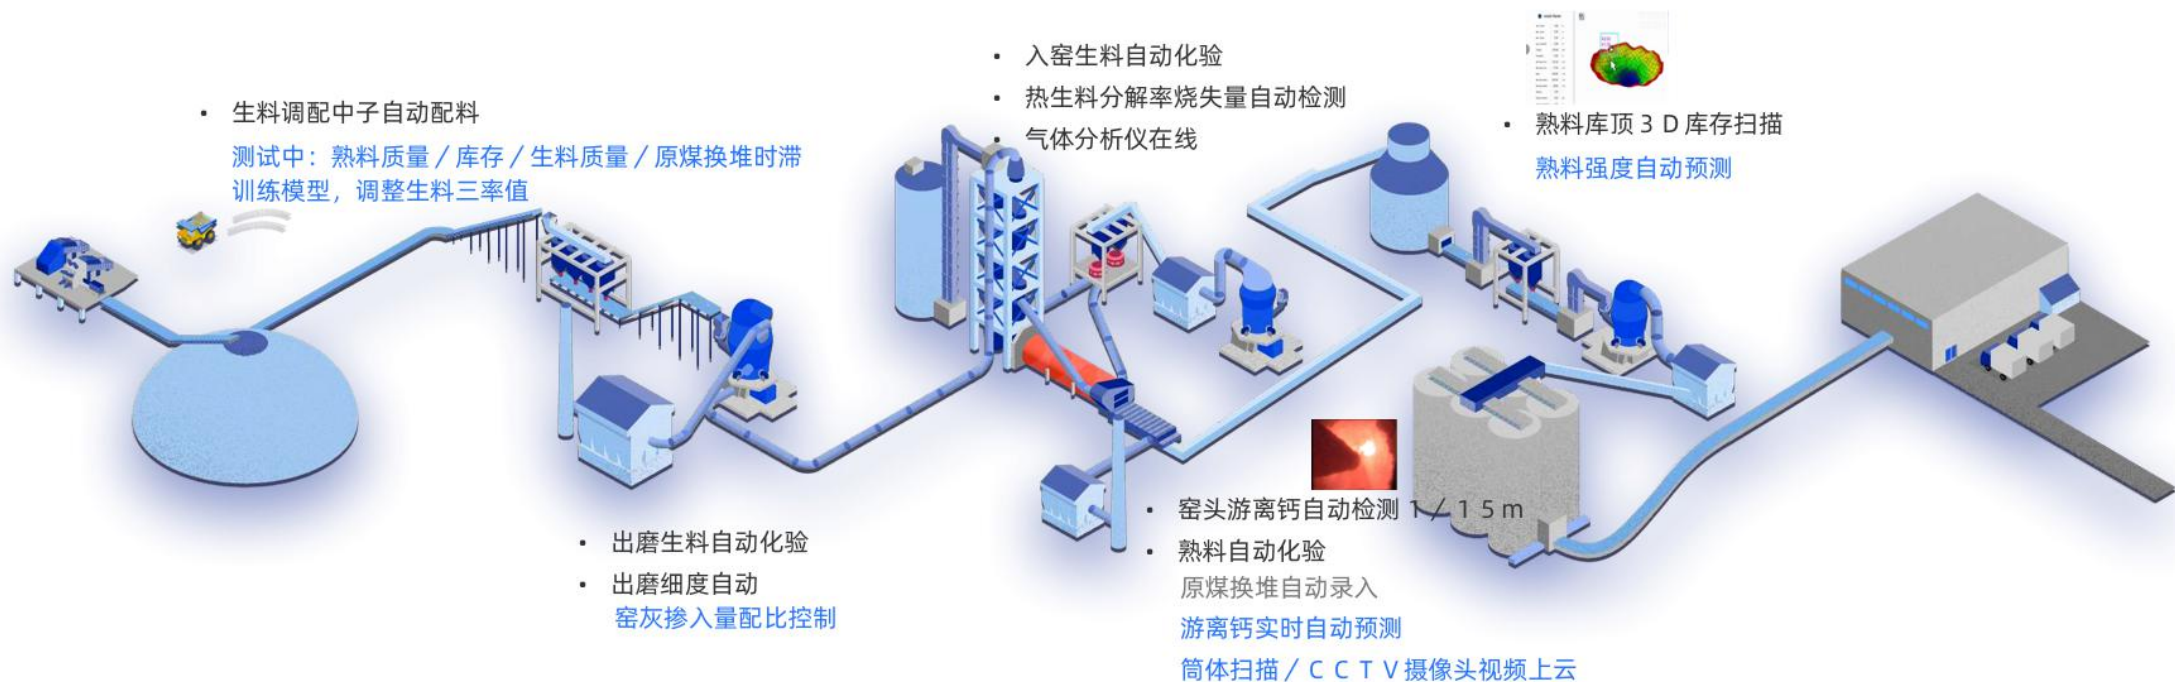 生料调配中子自动配料
测试中：熟料质量／库存／生料质量／原煤换堆时滞
训练模型，调整生料三率值
入窑生料自动化验
热生料分解率烧失量自动检测
气体分析仪在线
熟料库顶３Ｄ库存扫描
熟料强度自动预测
出磨生料自动化验
出磨细度自动
窑灰掺入量配比控制
窑头游离钙自动检测１／１５ｍ
熟料自动化验
原煤换堆自动录入
游离钙实时自动预测
筒体扫描／ＣＣＴＶ摄像头视频上云